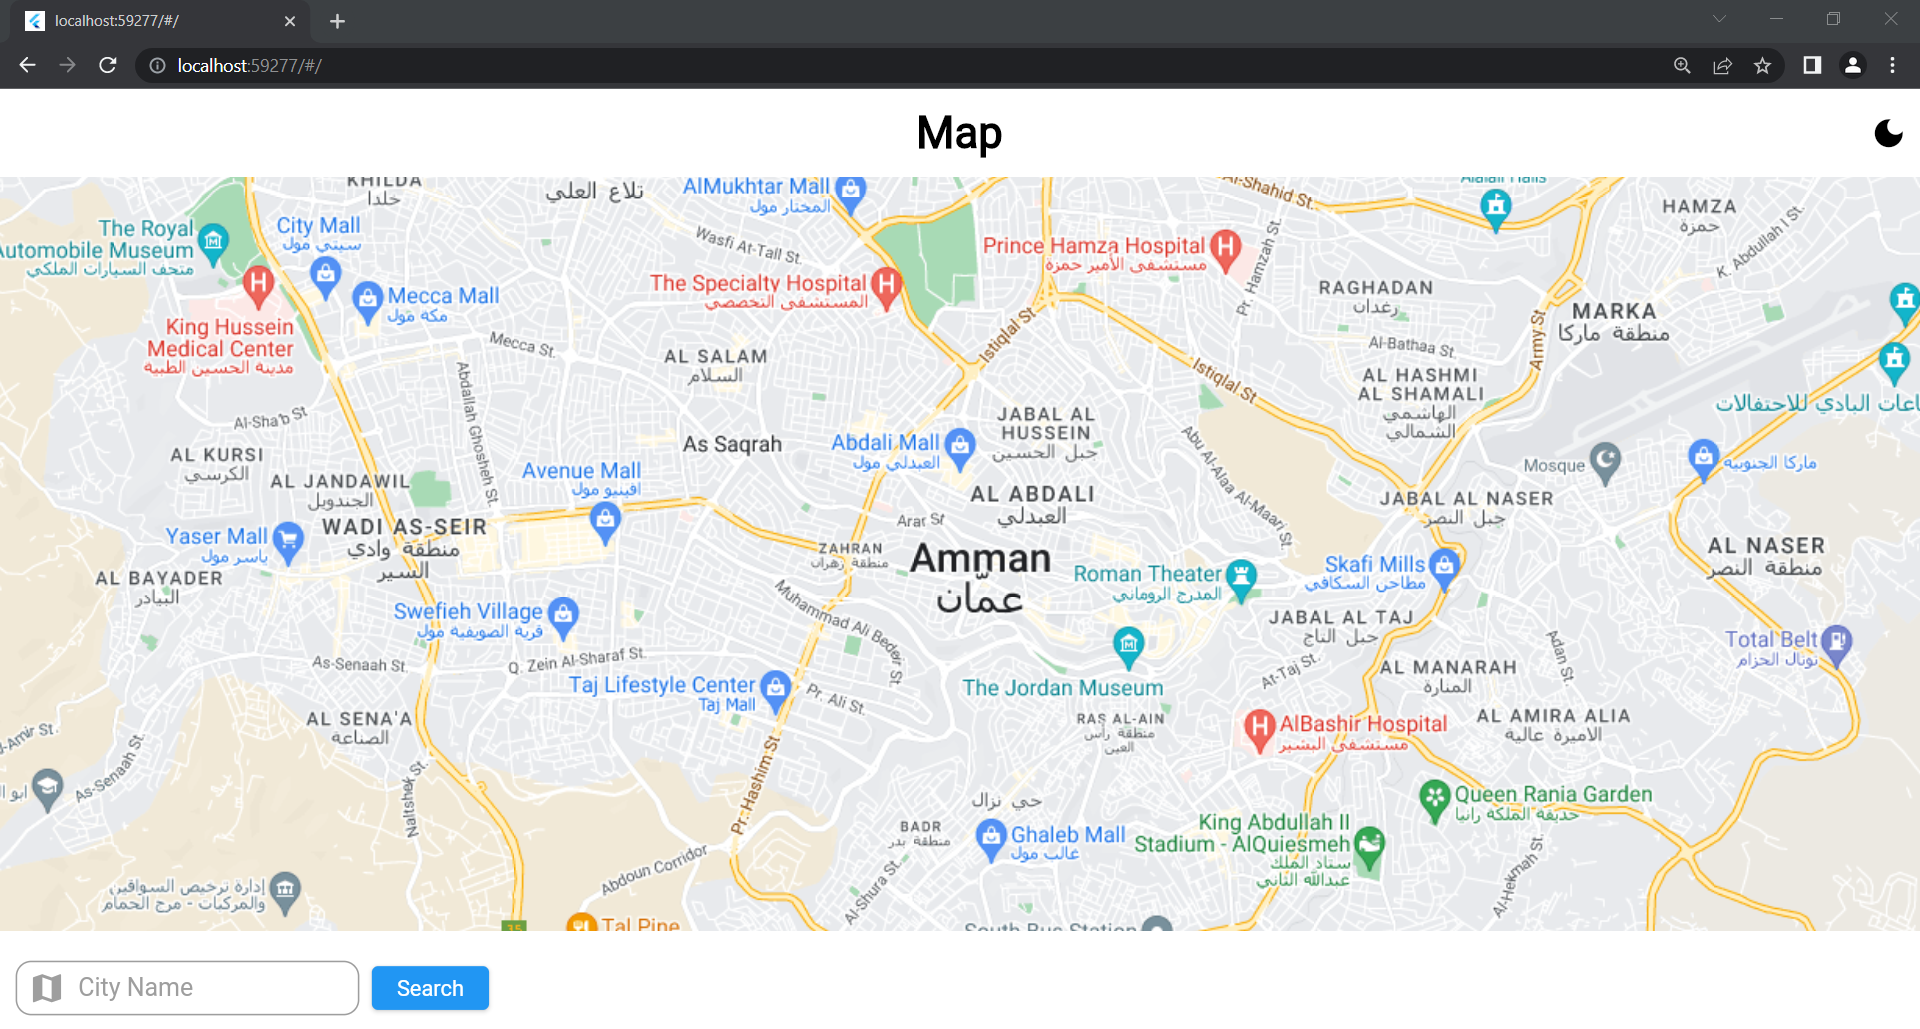 localhost:59277/#/
localhost:59277/#/
Map
KHILDA
خلدا
تلاع العلي
AlMukhtar Mall
المختار مول
Al-Shahid St.
HAMZA
حمزة
K. Abdullah I St.
The Royal
Automobile Museum
متحف السيارات الملكي
City Mall
سيتي مول
Wasfi At-Tall St.
Prince Hamza Hospital
مستشفى الأمير حمزة
Pr. Hamzah St.
The Specialty Hospital
المستشفى التخصصي
Mecca Mall
مكة مول
RAGHADAN
رغدان
MARKA
منطقة ماركا
King Hussein
Medical Center
مدينة الحسين الطبية
Mecca St.
Istiqlal St
Army St
Al-Bathaa St.
AL SALAM
السلام
Abdallah Ghosheh St.
Istiqlal St
AL HASHMI
AL SHAMALI
الهاشمي
الشمالي
اعات البادي للاحتفالات
Al-Sha'b St
JABAL AL
HUSSEIN
جبل الحسين
As Saqrah
Abdali Mall
العبدلي مول
Abu Al-Alaa Al-Maari St.
AL KURSI
الكرسي
Mosque
ماركا الجنوبية
Avenue Mall
افينيو مول
AL JANDAWIL
الجندويل
AL ABDALI
العبدلي
JABAL AL NASER
جبل النصر
WADI AS-SEIR
منطقة وادي
السير
Arar St
Yaser Mall
ياسر مول
ZAHRAN
منطقة زهران
Amman
عمّان
AL NASER
منطقة النصر
AL BAYADER
البيادر
Roman Theater
المدرج الروماني
Skafi Mills
مطاحن السكافي
Muhammad Ali Bedeir St.
Swefieh Village
قرية الصويفية مول
JABAL AL TAJ
جبل التاج
Adan St.
Total Belt
توتال الحزام
As-Senaah St.
Q. Zein Al-Sharaf St.
At-Taj St.
AL MANARAH
المنارة
Taj Lifestyle Center
Taj Mall
Pr. Ali St.
The Jordan Museum
AL SENA'A
الصناعة
RAS AL-AIN
منطقة رأس
العين
AlBashir Hospital
مستشفى البشير
AL AMIRA ALIA
الاميرة عالية
-Amir St.
As-Senaah St.
Pr. Hashim St.
ابو ال
حي نزال
Queen Rania Garden
حديقة الملكة رانيا
BADR
منطقة بدر
Ghaleb Mall
غالب مول
King Abdullah II
Stadium - AlQuiesmeh
ستاد الملك
عبدالله الثاني
Abdoun Corridor
Al-Shura St.
Al-Hekmah St.
إدارة ترخيص السواقين
والمركبات - مرج الحمام
35
Tal Pine
South Bus Station
City Name
Search